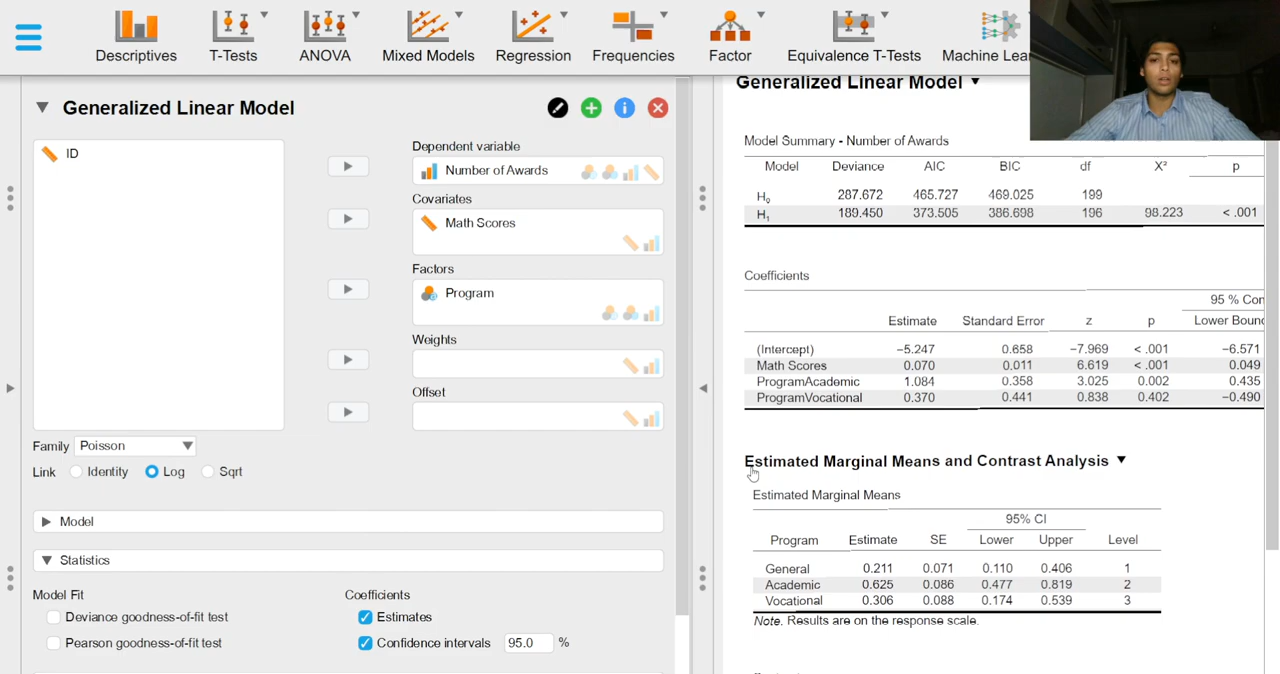 Descriptives T-Tests ANOVA Mixed Models Regression Frequencies Factor Equivalence T-Tests Machine Lea
Generalized Linear Model
ID
Dependent variable
Number of Awards
Covariates
Math Scores
Factors
Program
Weights
Offset
Family Poisson
Link Identity Log Sqrt
Model
Statistics
Model Fit
Deviance goodness-of-fit test
Pearson goodness-of-fit test
Coefficients
Estimates
Confidence intervals 95.0 %
Generalized Linear Model
Model Summary - Number of Awards
Model Deviance AIC BIC df X² p
H₀ 287.672 465.727 469.025 199
H₁ 189.450 373.505 386.698 196 98.223 < .001
Coefficients
95 % Con
Estimate Standard Error z p Lower Bound
(Intercept) −5.247 0.658 −7.969 < .001 −6.571
Math Scores 0.070 0.011 6.619 < .001 0.049
ProgramAcademic 1.084 0.358 3.025 0.002 0.435
ProgramVocational 0.370 0.441 0.838 0.402 −0.490
Estimated Marginal Means and Contrast Analysis
Estimated Marginal Means
95% CI
Program Estimate SE Lower Upper Level
General 0.211 0.071 0.110 0.406 1
Academic 0.625 0.086 0.477 0.819 2
Vocational 0.306 0.088 0.174 0.539 3
Note. Results are on the response scale.